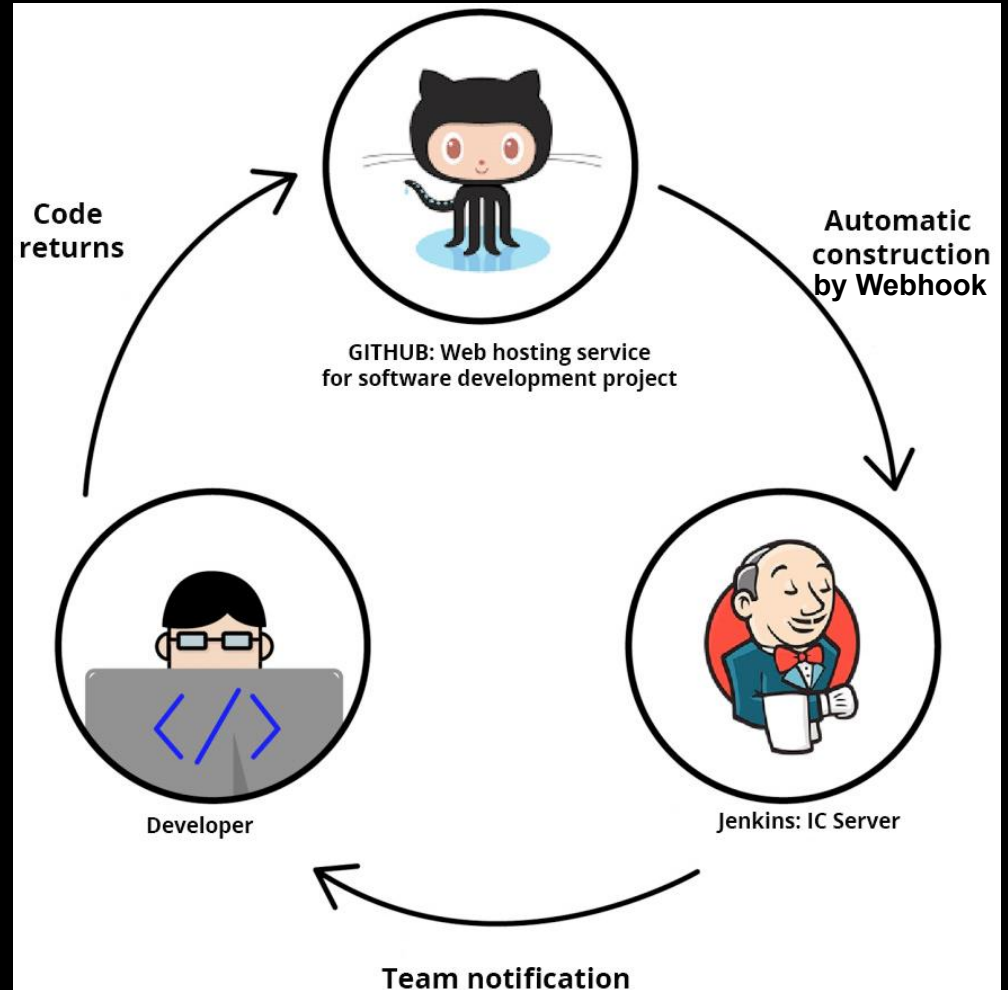 Code
returns
Automatic
construction
by Webhook
GITHUB: Web hosting service
for software development project
Developer
Jenkins: IC Server
Team notification